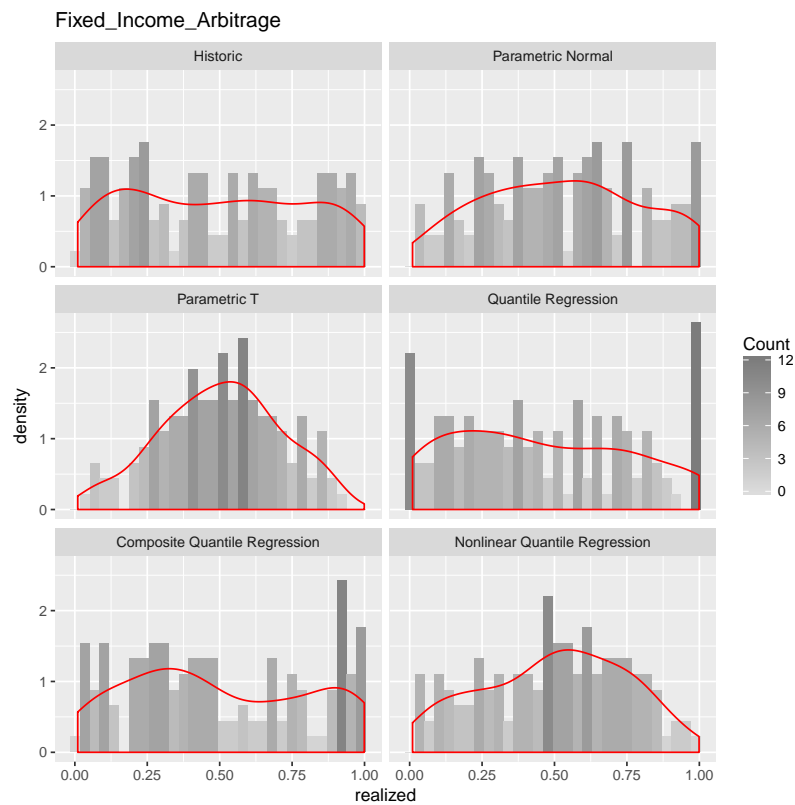 Fixed_Income_Arbitrage
Historic
Parametric Normal
2
1
0
Parametric T
Quantile Regression
density
2
1
0
Count
12
9
6
3
0
Composite Quantile Regression
Nonlinear Quantile Regression
2
1
0
0.00 0.25 0.50 0.75 1.00
0.00 0.25 0.50 0.75 1.00
realized